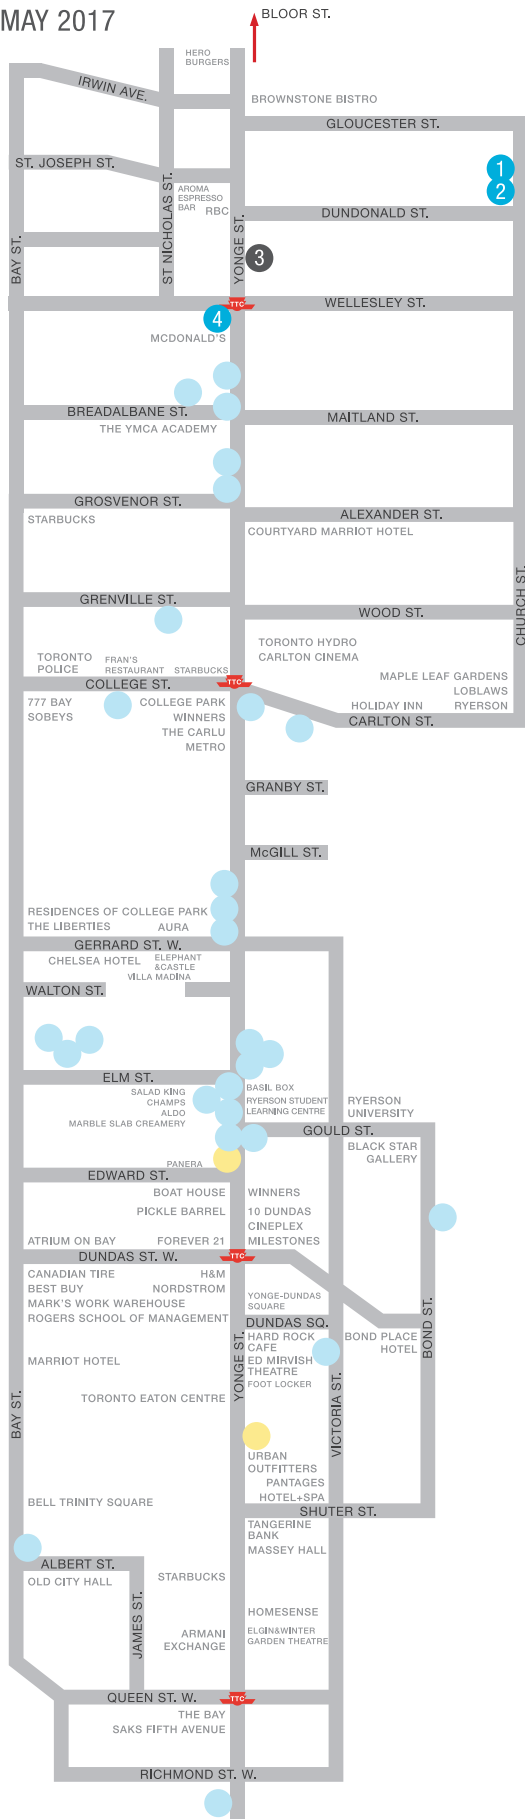 MAY 2017
BLOOR ST.
HERO
BURGERS
IRWIN AVE.
BROWNSTONE BISTRO
GLOUCESTER ST.
ST. JOSEPH ST.
1
2
AROMA
ESPRESSO
BAR
RBC
DUNDONALD ST.
BAY ST.
ST NICHOLAS ST.
YONGE ST.
3
TTC
WELLESLEY ST.
4
MCDONALD'S
BREADALBANE ST.
MAITLAND ST.
THE YMCA ACADEMY
GROSVENOR ST.
ALEXANDER ST.
STARBUCKS
COURTYARD MARRIOT HOTEL
GRENVILLE ST.
WOOD ST.
CHURCH ST.
TORONTO
POLICE
FRAN'S
RESTAURANT
STARBUCKS
TORONTO HYDRO
CARLTON CINEMA
MAPLE LEAF GARDENS
LOBLAWS
HOLIDAY INN
RYERSON
COLLEGE ST.
TTC
CARLTON ST.
777 BAY
SOBEYS
COLLEGE PARK
WINNERS
THE CARLU
METRO
GRANBY ST.
McGILL ST.
RESIDENCES OF COLLEGE PARK
THE LIBERTIES
AURA
GERRARD ST. W.
CHELSEA HOTEL
ELEPHANT
&CASTLE
VILLA MADINA
WALTON ST.
ELM ST.
SALAD KING
CHAMPS
ALDO
MARBLE SLAB CREAMERY
BASIL BOX
RYERSON STUDENT
LEARNING CENTRE
RYERSON
UNIVERSITY
GOULD ST.
BLACK STAR
GALLERY
PANERA
EDWARD ST.
BOAT HOUSE
WINNERS
PICKLE BARREL
10 DUNDAS
CINEPLEX
ATRIUM ON BAY
FOREVER 21
MILESTONES
DUNDAS ST. W.
TTC
CANADIAN TIRE
H&M
BEST BUY
NORDSTROM
MARK'S WORK WAREHOUSE
ROGERS SCHOOL OF MANAGEMENT
YONGE-DUNDAS
SQUARE
DUNDAS SQ.
BOND ST.
HARD ROCK
CAFE
ED MIRVISH
THEATRE
FOOT LOCKER
BOND PLACE
HOTEL
MARRIOT HOTEL
YONGE ST.
BAY ST.
VICTORIA ST.
TORONTO EATON CENTRE
URBAN
OUTFITTERS
PANTAGES
HOTEL+SPA
BELL TRINITY SQUARE
SHUTER ST.
TANGERINE
BANK
MASSEY HALL
ALBERT ST.
OLD CITY HALL
STARBUCKS
JAMES ST.
HOMESENSE
ARMANI
EXCHANGE
ELGIN&WINTER
GARDEN THEATRE
QUEEN ST. W.
TTC
THE BAY
SAKS FIFTH AVENUE
RICHMOND ST. W.